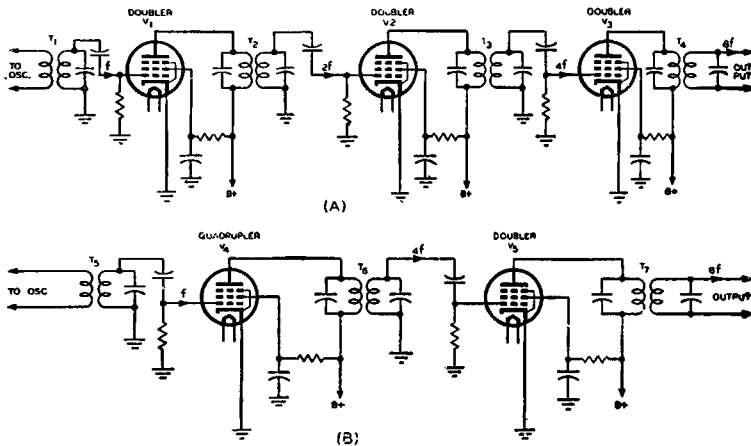 DOUBLER
V1
DOUBLER
V2
DOUBLER
V3
T1
T2
T3
T4
8f
TO
OSC.
f
2f
4f
OUT
PUT
B+
B+
B+
(A)
QUADRUPLER
V4
DOUBLER
V5
T5
T6
4f
T7
8f
TO OSC
f
OUTPUT
B+
B+
(B)